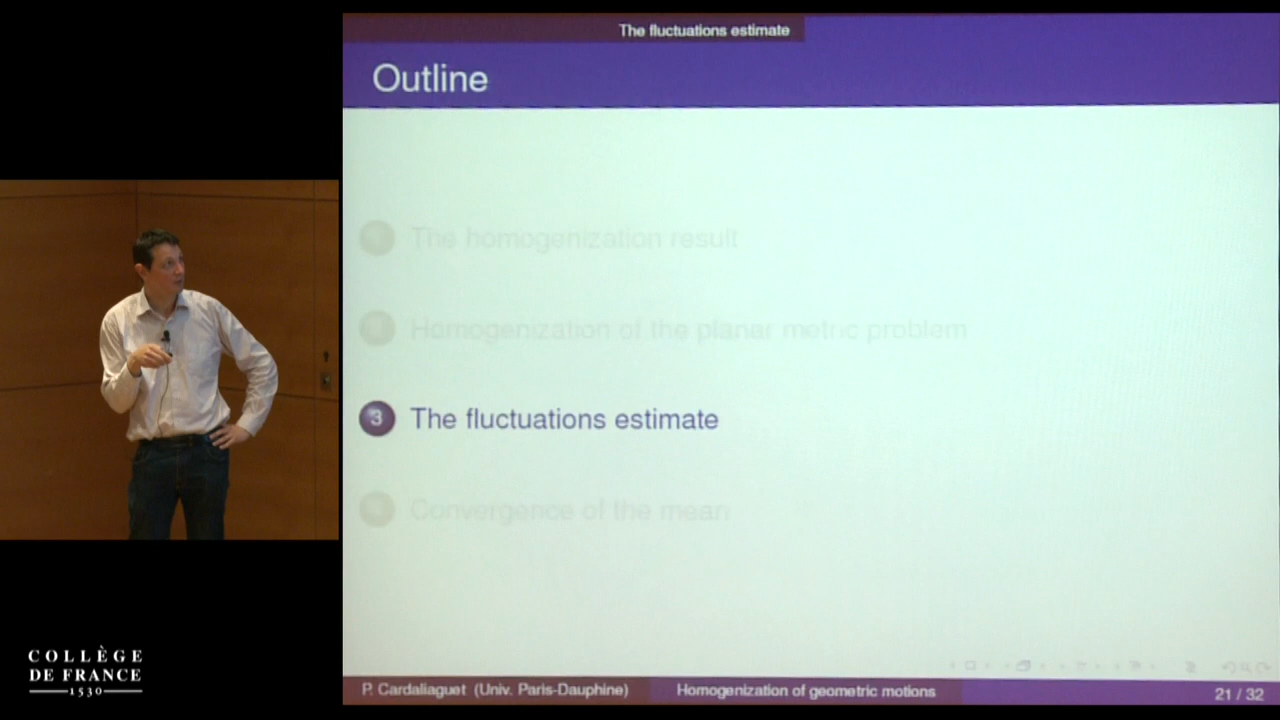 The fluctuations estimate
Outline
1 The homogenization result
2 Homogenization of the planar metric problem
3 The fluctuations estimate
4 Convergence of the mean
P. Cardaliaguet (Univ. Paris-Dauphine)
Homogenization of geometric motions
21 / 32
COLLÈGE
DE FRANCE
1530